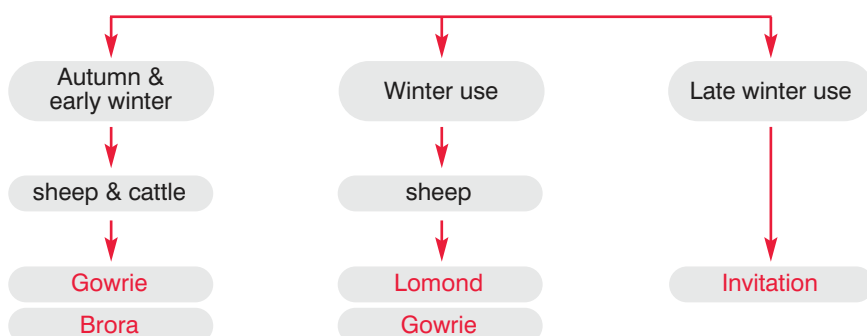 Autumn &
early winter
Winter use
Late winter use
sheep & cattle
sheep
Gowrie
Lomond
Invitation
Brora
Gowrie